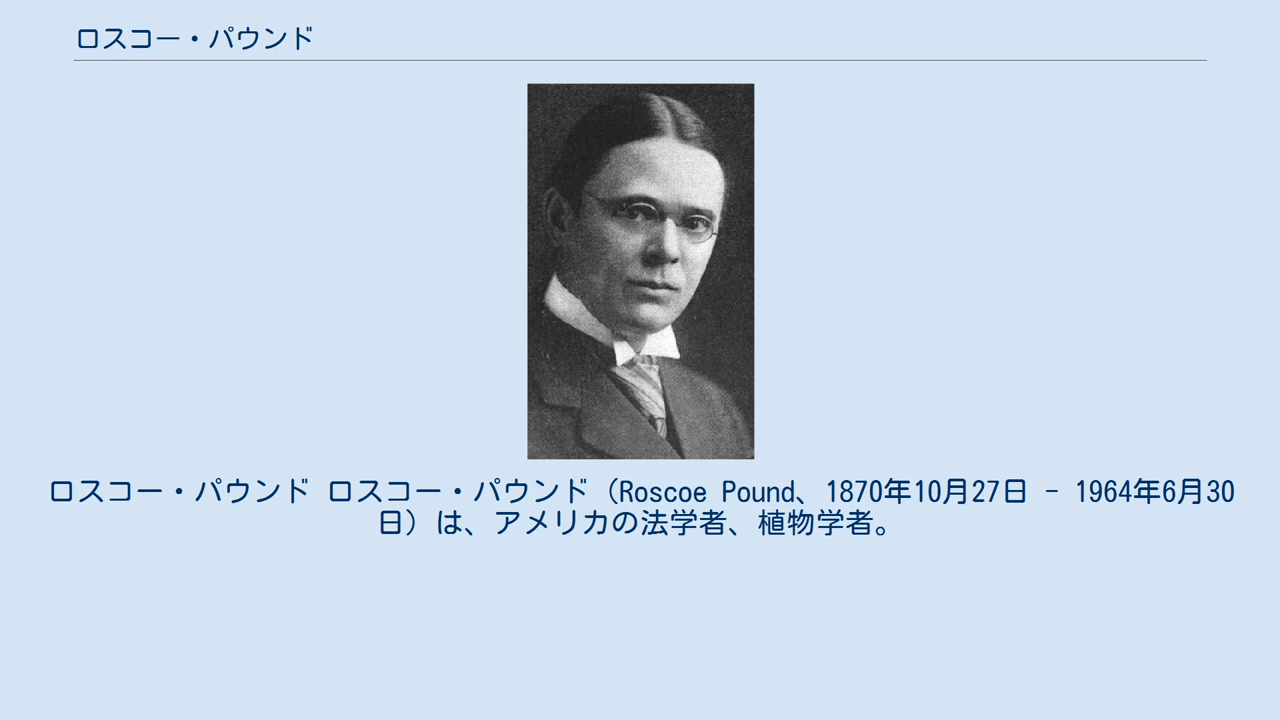 ロスコー・パウンド
ロスコー・パウンド ロスコー・パウンド（Roscoe Pound、1870年10月27日 - 1964年6月30
日）は、アメリカの法学者、植物学者。